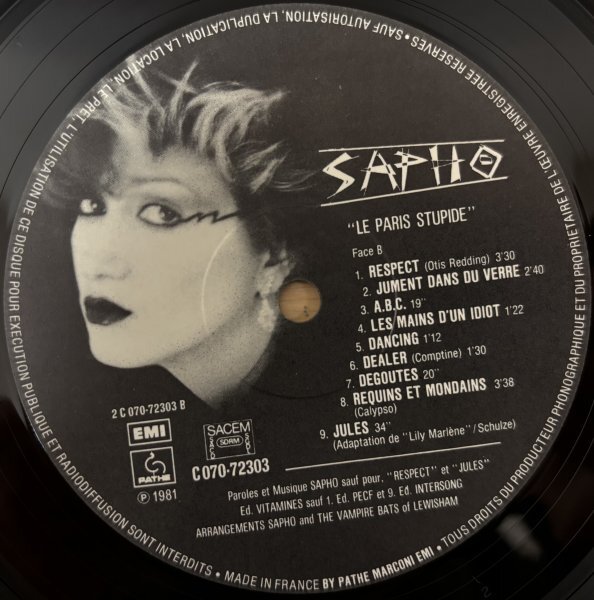 SAPHO
"LE PARIS STUPIDE"
Face B
1. RESPECT (Otis Redding) 3'30
2. JUMENT DANS DU VERRE 2'40
3. A.B.C. 19"
4. LES MAINS D'UN IDIOT 1'22
5. DANCING 1'12
6. DEALER (Comptine) 1'30
7. DEGOUTES 20"
8. REQUINS ET MONDAINS 3'38
(Calypso)
9. JULES 34"
(Adaptation de "Lily Marlène"/Schulze)
2 C 070-72303 B
EMI
SACEM
SDRM
PATHE
C 070-72303
℗ 1981
Paroles et Musique SAPHO sauf pour. "RESPECT" et "JULES"
Ed. VITAMINES sauf 1. Ed. PECF et 9. Ed. INTERSONG
ARRANGEMENTS SAPHO and THE VAMPIRE BATS of LEWISHAM
• TOUS DROITS DU PRODUCTEUR PHONOGRAPHIQUE ET DU PROPRIETAIRE DE L'ŒUVRE ENREGISTREE RESERVES • SAUF AUTORISATION, LA DUPLICATION, LA LOCATION, LE PRET, L'UTILISATION DE CE DISQUE POUR EXECUTION PUBLIQUE ET RADIODIFFUSION SONT INTERDITS • MADE IN FRANCE BY PATHE MARCONI EMI